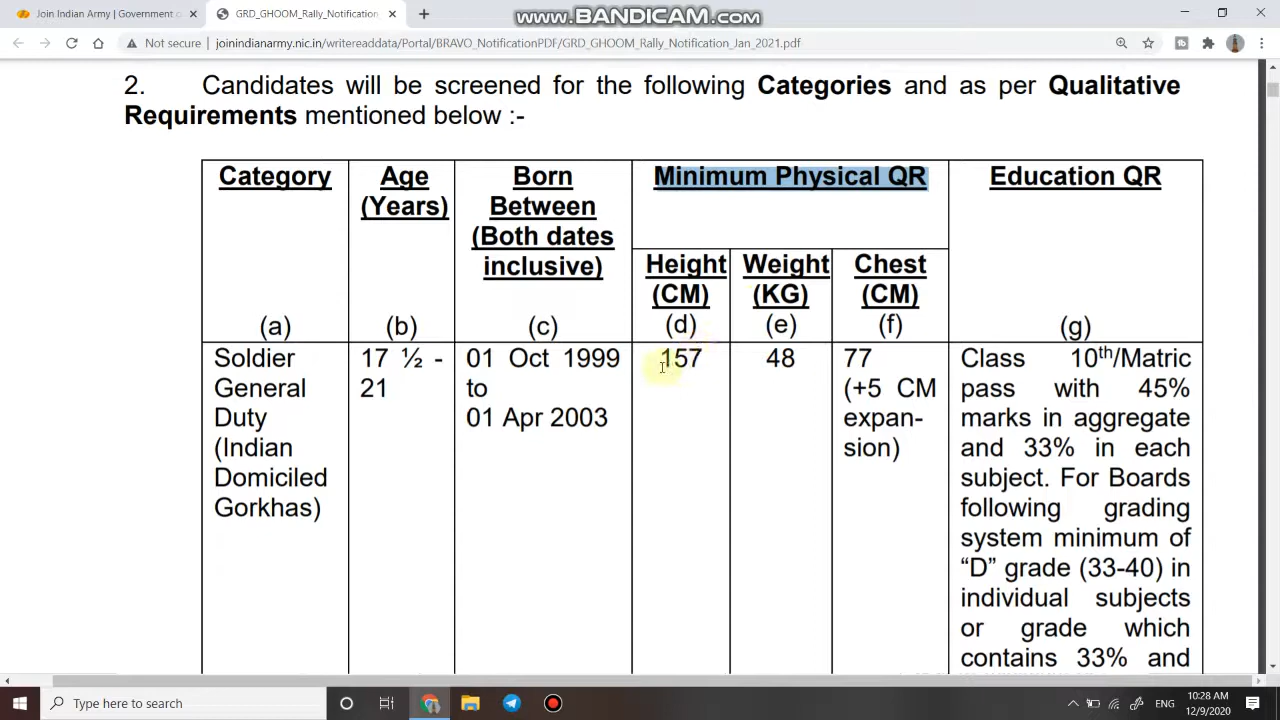 www.BANDICAM.com
Join Indian Army | Government o
GRD_GHOOM_Rally_Notification_
Not secure | joinindianarmy.nic.in/writereaddata/Portal/BRAVO_NotificationPDF/GRD_GHOOM_Rally_Notification_Jan_2021.pdf
2. Candidates will be screened for the following Categories and as per Qualitative
Requirements mentioned below :-
Category
(a)
Age
(Years)
(b)
Born
Between
(Both dates
inclusive)
(c)
Minimum Physical QR
Height
(CM)
(d)
Weight
(KG)
(e)
Chest
(CM)
(f)
Education QR
(g)
Soldier
General
Duty
(Indian
Domiciled
Gorkhas)
17 ½ -
21
01 Oct 1999
to
01 Apr 2003
157
48
77
(+5 CM
expan-
sion)
Class 10th/Matric
pass with 45%
marks in aggregate
and 33% in each
subject. For Boards
following grading
system minimum of
“D” grade (33-40) in
individual subjects
or grade which
contains 33% and
Type here to search
ENG
10:28 AM
12/9/2020